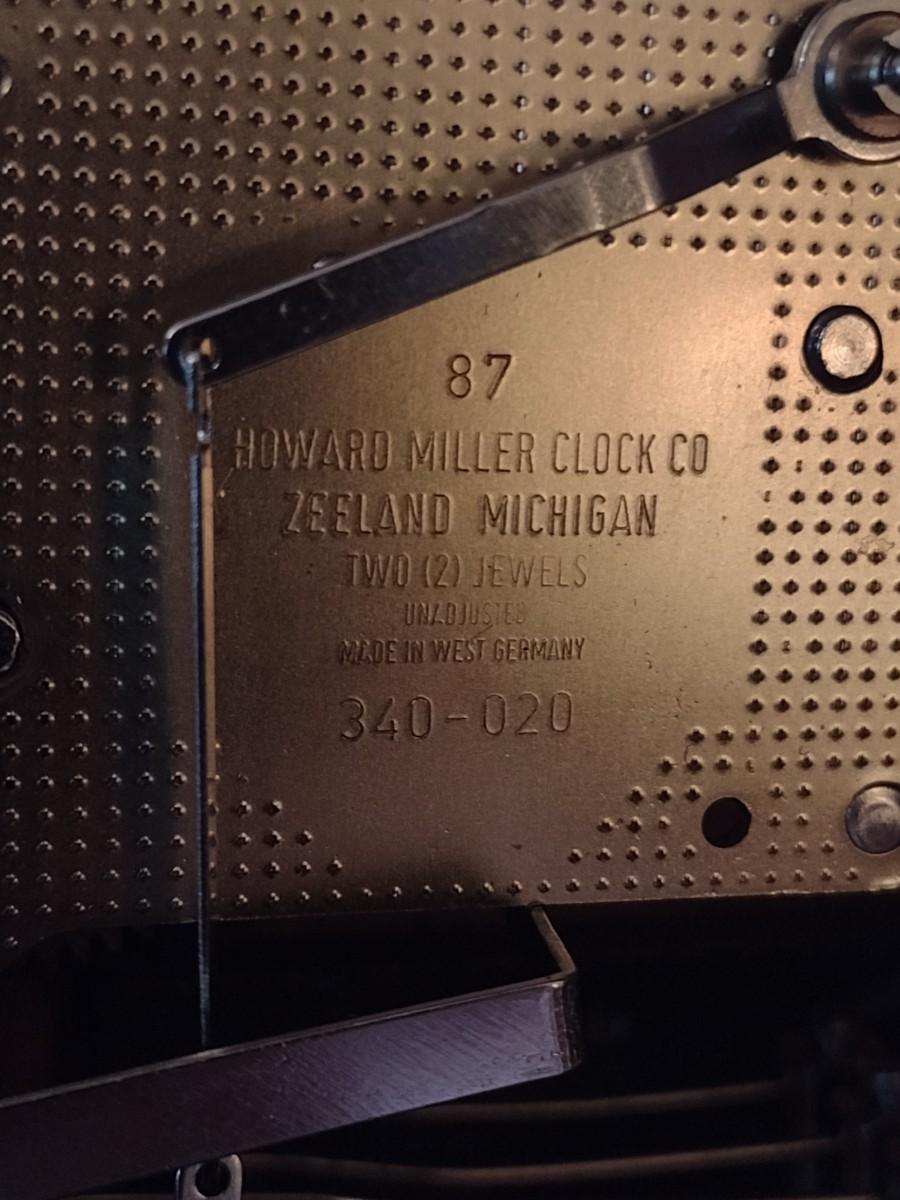 87
HOWARD MILLER CLOCK CO
ZEELAND MICHIGAN
TWO (2) JEWELS
UNADJUSTED
MADE IN WEST GERMANY
340-020